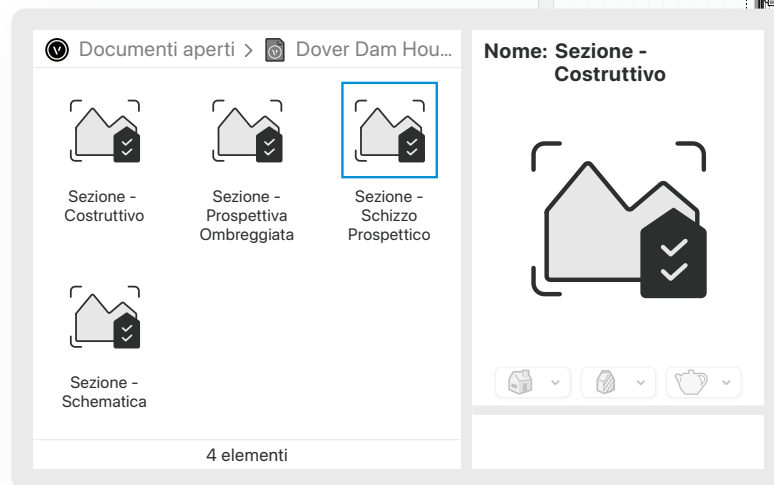 Documenti aperti > Dover Dam Hou...
Sezione -
Costruttivo
Sezione -
Prospettiva
Ombreggiata
Sezione -
Schizzo
Prospettico
Sezione -
Schematica
4 elementi
Nome: Sezione -
Costruttivo